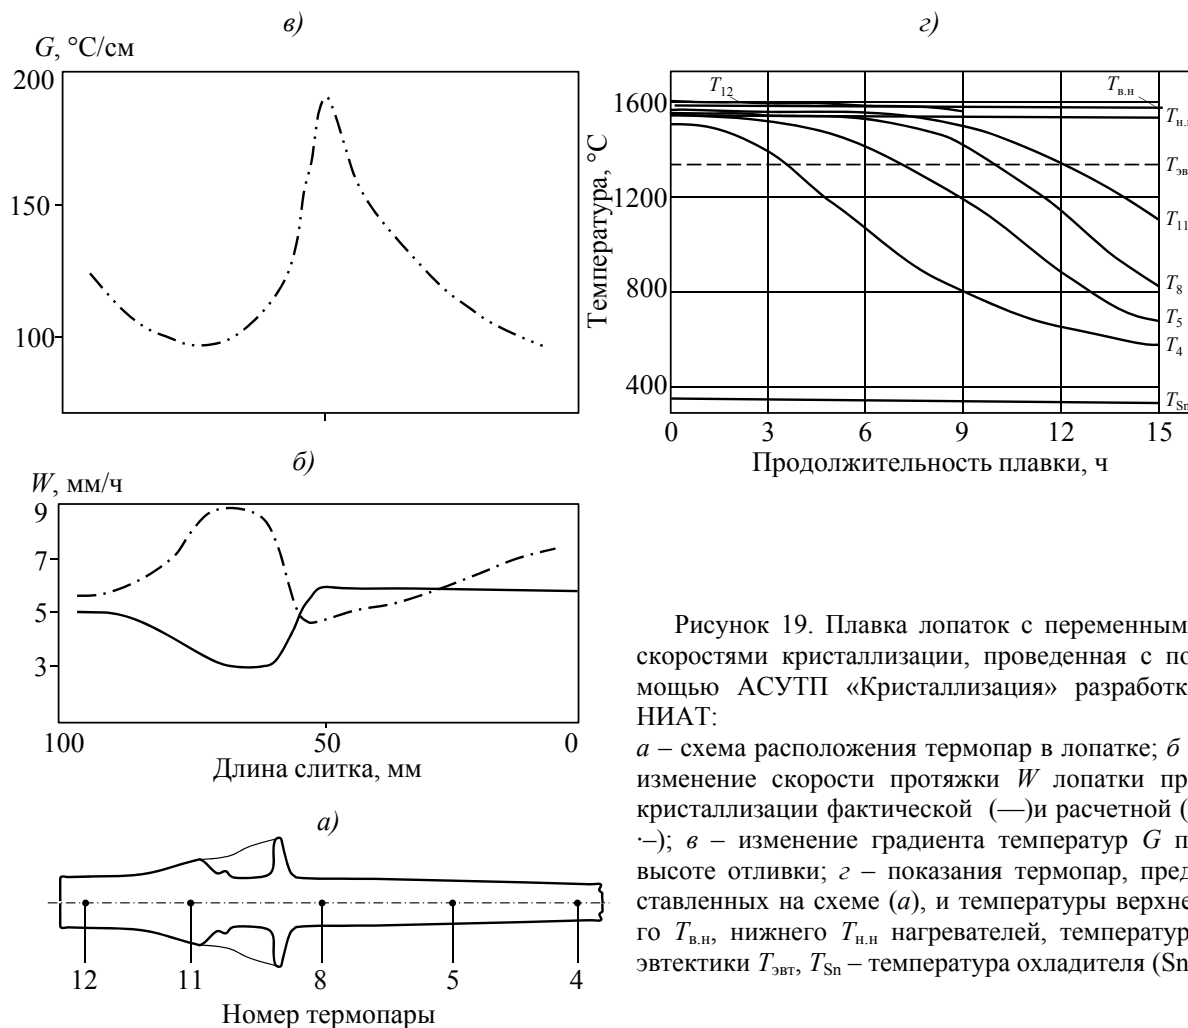 в)
G, °С/см
200
150
100
г)
Температура, °С
1600
1200
800
400
T12
Tв.н
Tн.н
Tэв
T11
T8
T5
T4
TSn
0 3 6 9 12 15
Продолжительность плавки, ч
б)
W, мм/ч
9
7
5
3
100 50 0
Длина слитка, мм
а)
12 11 8 5 4
Номер термопары
Рисунок 19. Плавка лопаток с переменным
скоростями кристаллизации, проведенная с по
мощью АСУТП «Кристаллизация» разработк
НИАТ:
а – схема расположения термопар в лопатке; б
изменение скорости протяжки W лопатки пр
кристаллизации фактической (—)и расчетной (
·–); в – изменение градиента температур G п
высоте отливки; г – показания термопар, пред
ставленных на схеме (а), и температуры верхне
го Tв.н, нижнего Tн.н нагревателей, температур
эвтектики Tэвт, TSn – температура охладителя (Sn